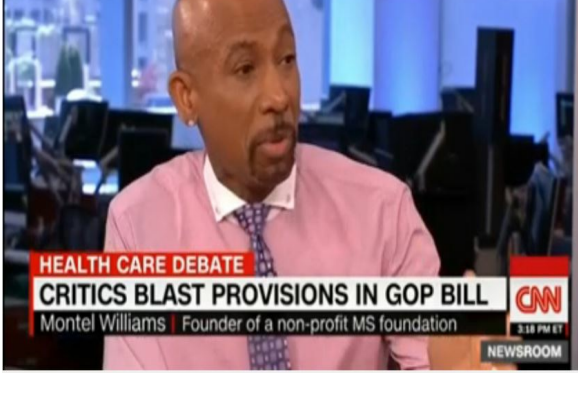 HEALTH CARE DEBATE
CRITICS BLAST PROVISIONS IN GOP BILL
Montel Williams Founder of a non-profit MS foundation
CNN
3:18 PM ET
NEWSROOM